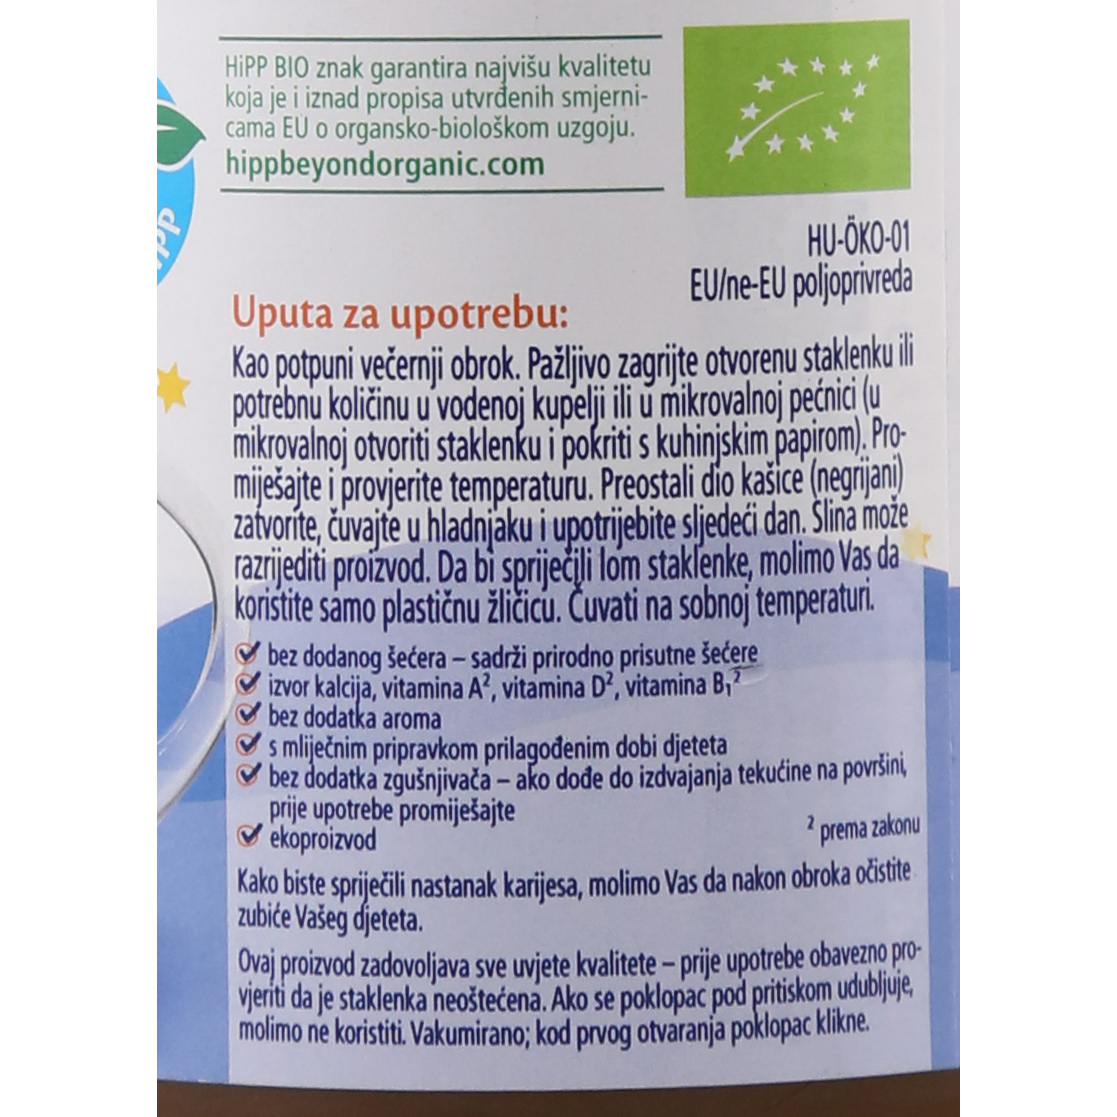 HiPP BIO znak garantira najvišu kvalitetu
koja je i iznad propisa utvrđenih smjerni-
cama EU o organsko-biološkom uzgoju.
hippbeyondorganic.com
HU-ÖKO-01
EU/ne-EU poljoprivreda
Uputa za upotrebu:
Kao potpuni večernji obrok. Pažljivo zagrijte otvorenu staklenku ili
potrebnu količinu u vodenoj kupelji ili u mikrovalnoj pećnici (u
mikrovalnoj otvoriti staklenku i pokriti s kuhinjskim papirom). Pro-
miješajte i provjerite temperaturu. Preostali dio kašice (negrijani)
zatvorite, čuvajte u hladnjaku i upotrijebite sljedeći dan. Slina može
razrijediti proizvod. Da bi spriječili lom staklenke, molimo Vas da
koristite samo plastičnu žličicu. Čuvati na sobnoj temperaturi.
bez dodanog šećera – sadrži prirodno prisutne šećere
izvor kalcija, vitamina A², vitamina D², vitamina B₁²
bez dodatka aroma
s mliječnim pripravkom prilagođenim dobi djeteta
bez dodatka zgušnjivača – ako dođe do izdvajanja tekućine na površini,
prije upotrebe promiješajte
ekoproizvod
² prema zakonu
Kako biste spriječili nastanak karijesa, molimo Vas da nakon obroka očistite
zubiće Vašeg djeteta.
Ovaj proizvod zadovoljava sve uvjete kvalitete – prije upotrebe obavezno pro-
vjeriti da je staklenka neoštećena. Ako se poklopac pod pritiskom udubljuje,
molimo ne koristiti. Vakumirano; kod prvog otvaranja poklopac klikne.